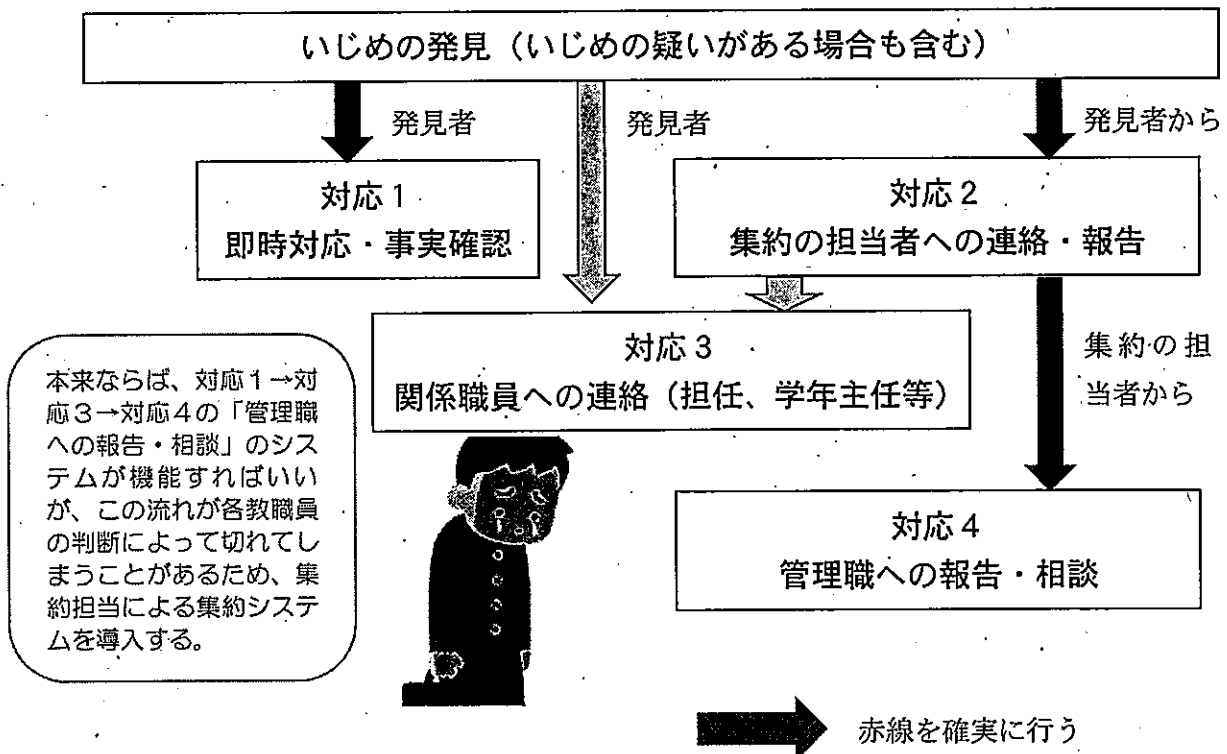 いじめの発見（いじめの疑いがある場合も含む）
発見者
発見者
発見者から
対応１
即時対応・事実確認
対応２
集約の担当者への連絡・報告
対応３
関係職員への連絡（担任、学年主任等）
集約の担
当者から
本来ならば、対応１→対
応３→対応４の「管理職
への報告・相談」のシス
テムが機能すればいい
が、この流れが各教職員
の判断によって切れてし
まうことがあるため、集
約担当による集約システ
ムを導入する。
対応４
管理職への報告・相談
赤線を確実に行う